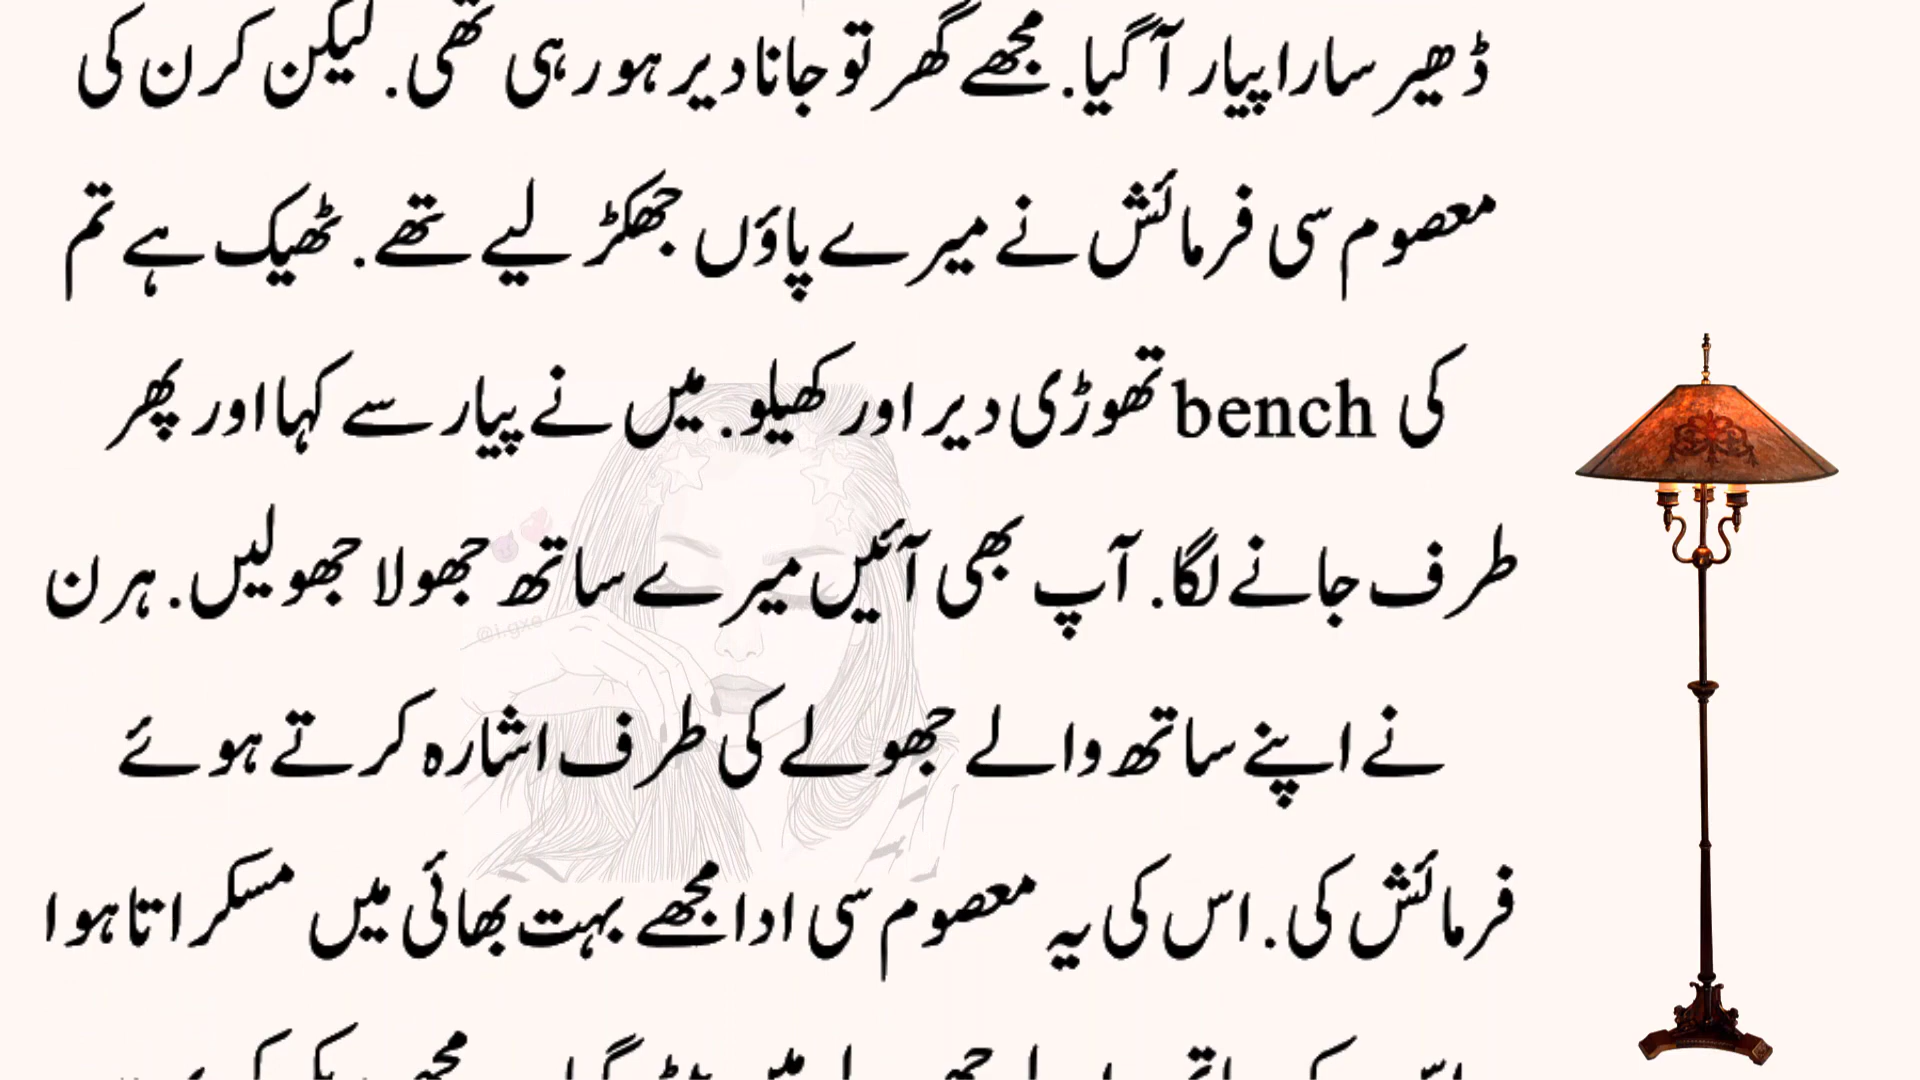 ڈھیر سارا پیار آگیا. مجھے گھر تو جانا دیر ہو رہی تھی. لیکن کرن کی
معصوم سی فرمائش نے میرے پاؤں جھکڑ لیے تھے. ٹھیک ہے تم
کی bench تھوڑی دیر اور کھیلو. میں نے پیار سے کہا اور پھر
طرف جانے لگا. آپ بھی آئیں میرے ساتھ جھولا جھولیں. ہرن
نے اپنے ساتھ والے جھولے کی طرف اشارہ کرتے ہوئے
فرمائش کی. اس کی یہ معصوم سی ادا مجھے بہت بھائی میں مسکراتا ہوا
@i.gxe